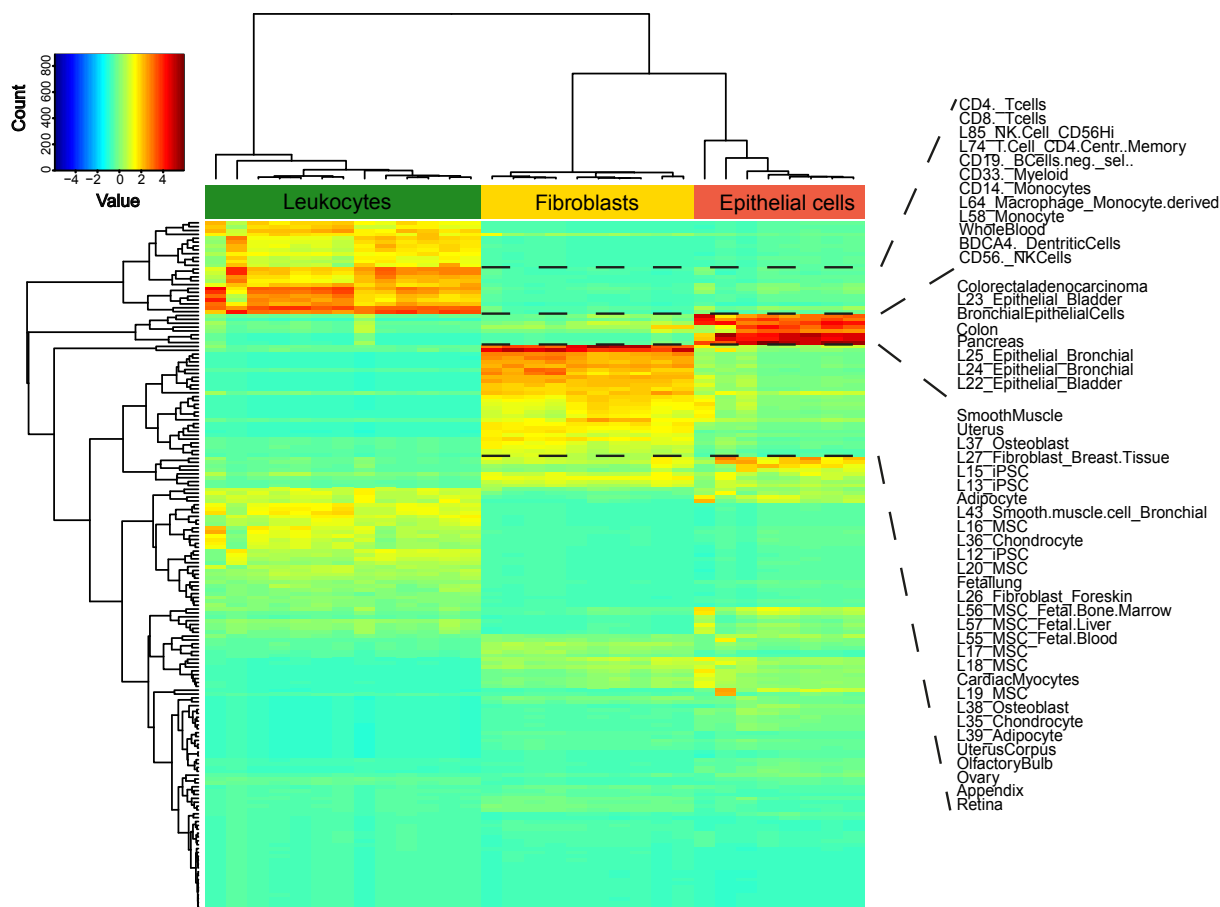 Count
0 200 400 600 800
−4 −2 0 2 4
Value
Leukocytes
Fibroblasts
Epithelial cells
CD4._Tcells
CD8._Tcells
L85_NK.Cell_CD56Hi
L74_T.Cell_CD4.Centr..Memory
CD19._BCells.neg._sel..
CD33._Myeloid
CD14._Monocytes
L64_Macrophage_Monocyte.derived
L58_Monocyte
WholeBlood
BDCA4._DentriticCells
CD56._NKCells
Colorectaladenocarcinoma
L23_Epithelial_Bladder
BronchialEpithelialCells
Colon
Pancreas
L25_Epithelial_Bronchial
L24_Epithelial_Bronchial
L22_Epithelial_Bladder
SmoothMuscle
Uterus
L37_Osteoblast
L27_Fibroblast_Breast.Tissue
L15_iPSC
L13_iPSC
Adipocyte
L43_Smooth.muscle.cell_Bronchial
L16_MSC
L36_Chondrocyte
L12_iPSC
L20_MSC
Fetallung
L26_Fibroblast_Foreskin
L56_MSC_Fetal.Bone.Marrow
L57_MSC_Fetal.Liver
L55_MSC_Fetal.Blood
L17_MSC
L18_MSC
CardiacMyocytes
L19_MSC
L38_Osteoblast
L35_Chondrocyte
L39_Adipocyte
UterusCorpus
OlfactoryBulb
Ovary
Appendix
Retina